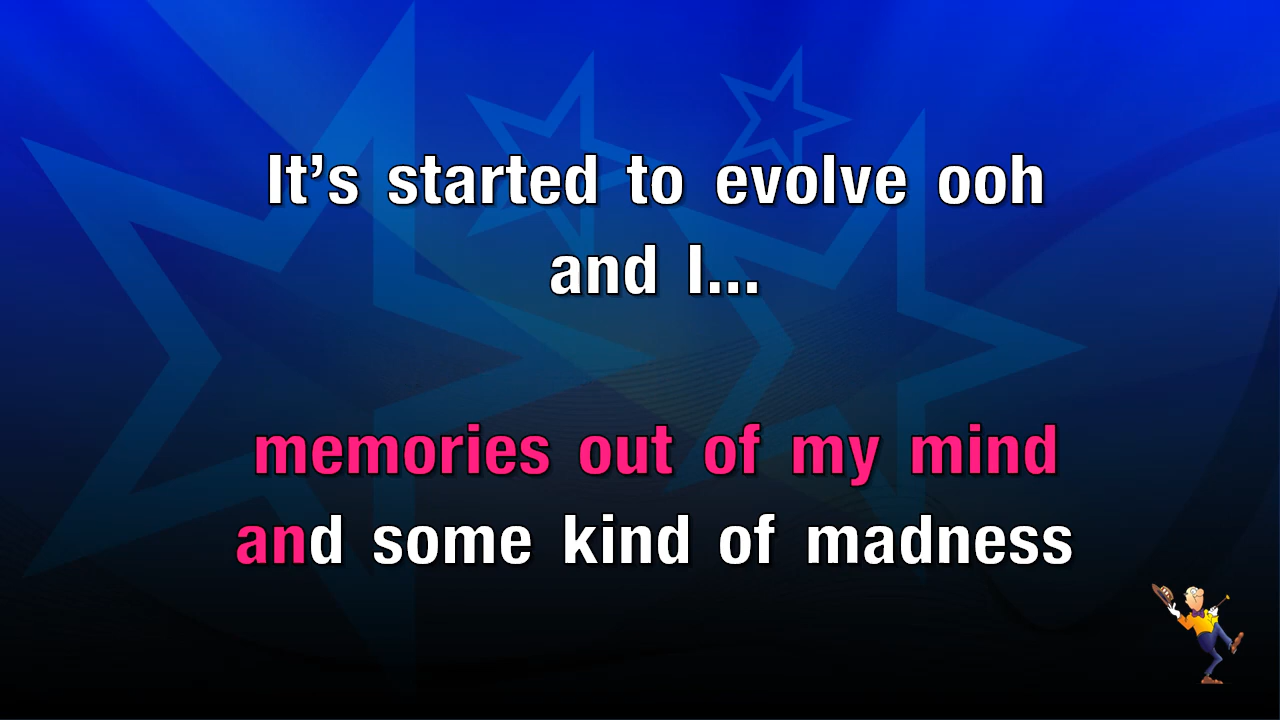 It’s started to evolve ooh
and I...
memories out of my mind
and some kind of madness